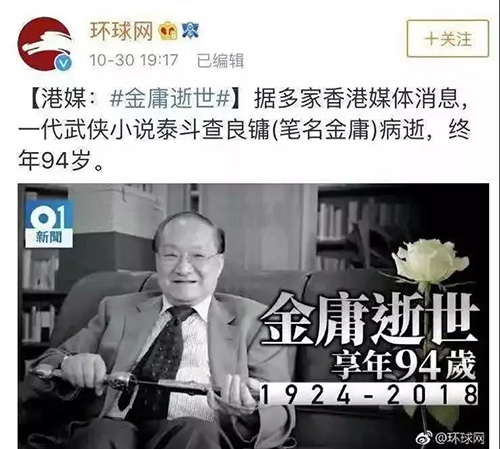 环球网
10-30 19:17 已编辑
+关注
【港媒：#金庸逝世#】据多家香港媒体消息，
一代武侠小说泰斗查良镛(笔名金庸)病逝，终
年94岁。
01
新聞
金庸逝世
享年94歲
1924-2018
@环球网